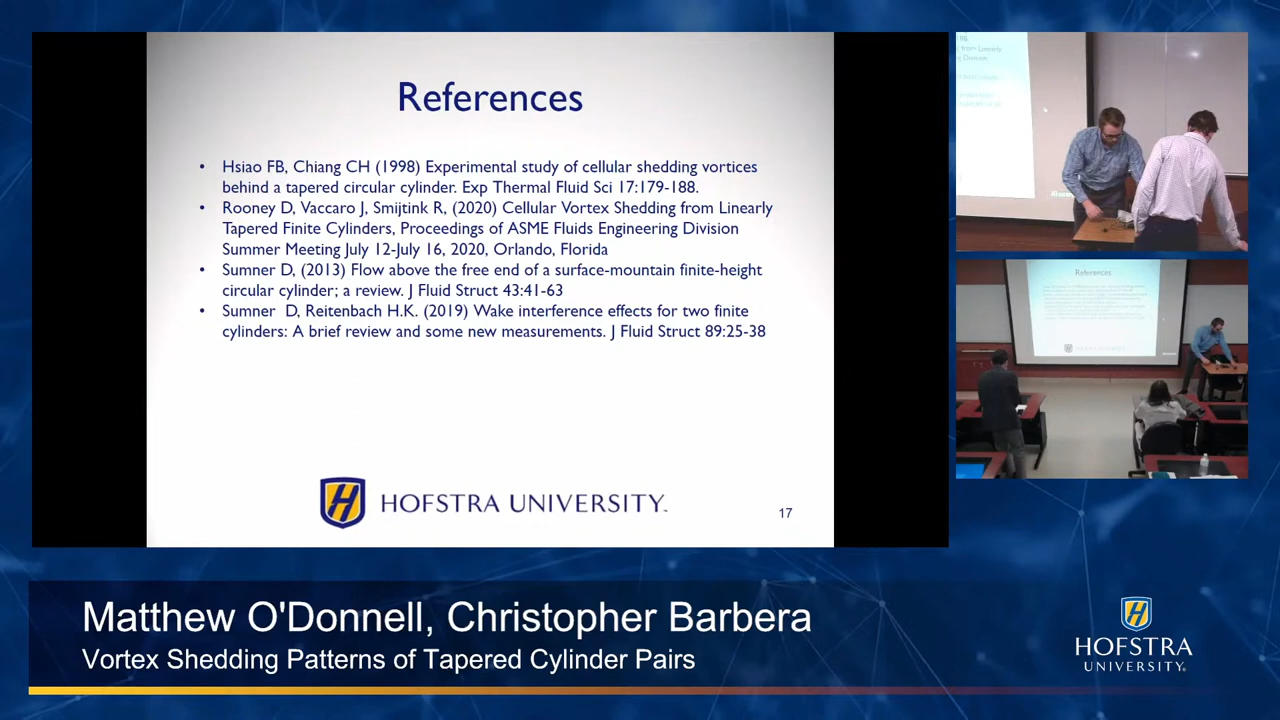 References
• Hsiao FB, Chiang CH (1998) Experimental study of cellular shedding vortices
behind a tapered circular cylinder. Exp Thermal Fluid Sci 17:179-188.
• Rooney D, Vaccaro J, Smijtink R, (2020) Cellular Vortex Shedding from Linearly
Tapered Finite Cylinders, Proceedings of ASME Fluids Engineering Division
Summer Meeting July 12-July 16, 2020, Orlando, Florida
• Sumner D, (2013) Flow above the free end of a surface-mountain finite-height
circular cylinder; a review. J Fluid Struct 43:41-63
• Sumner  D, Reitenbach H.K. (2019) Wake interference effects for two finite
cylinders: A brief review and some new measurements. J Fluid Struct 89:25-38
H HOFSTRA UNIVERSITY™
17
from Linearly
Division
References
Matthew O'Donnell, Christopher Barbera
Vortex Shedding Patterns of Tapered Cylinder Pairs
H
HOFSTRA
UNIVERSITY®